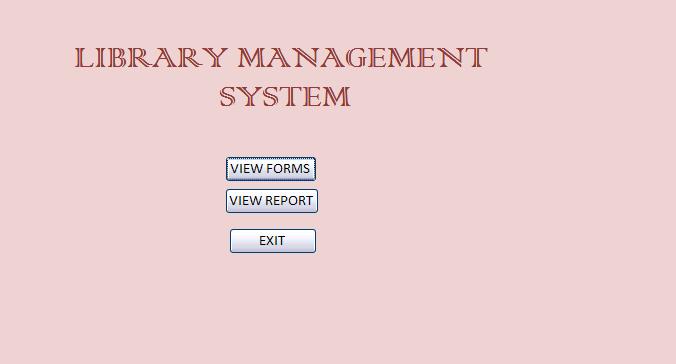 LIBRARY MANAGEMENT
SYSTEM
VIEW FORMS
VIEW REPORT
EXIT